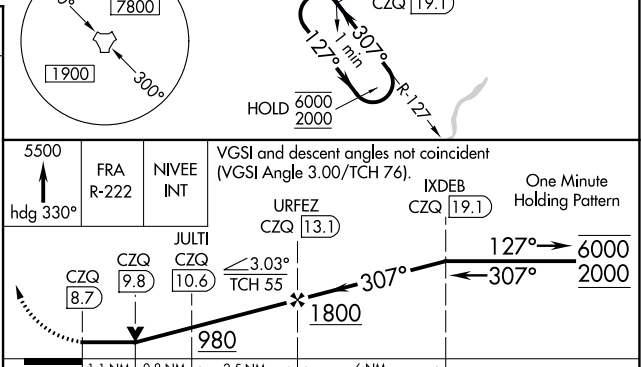 7800
CZQ 19.1
1900
300°
127°
1 min
307°
R-127
HOLD 6000
2000
5500
hdg 330°
FRA
R-222
NIVEE
INT
VGSI and descent angles not coincident
(VGSI Angle 3.00/TCH 76).
IXDEB
CZQ 19.1
One Minute
Holding Pattern
URFEZ
CZQ 13.1
JULTI
CZQ
10.6
CZQ
9.8
CZQ
8.7
3.03°
TCH 55
307°
127°
6000
307°
2000
1800
980
1.1 NM
0.8 NM
2.5 NM
6 NM